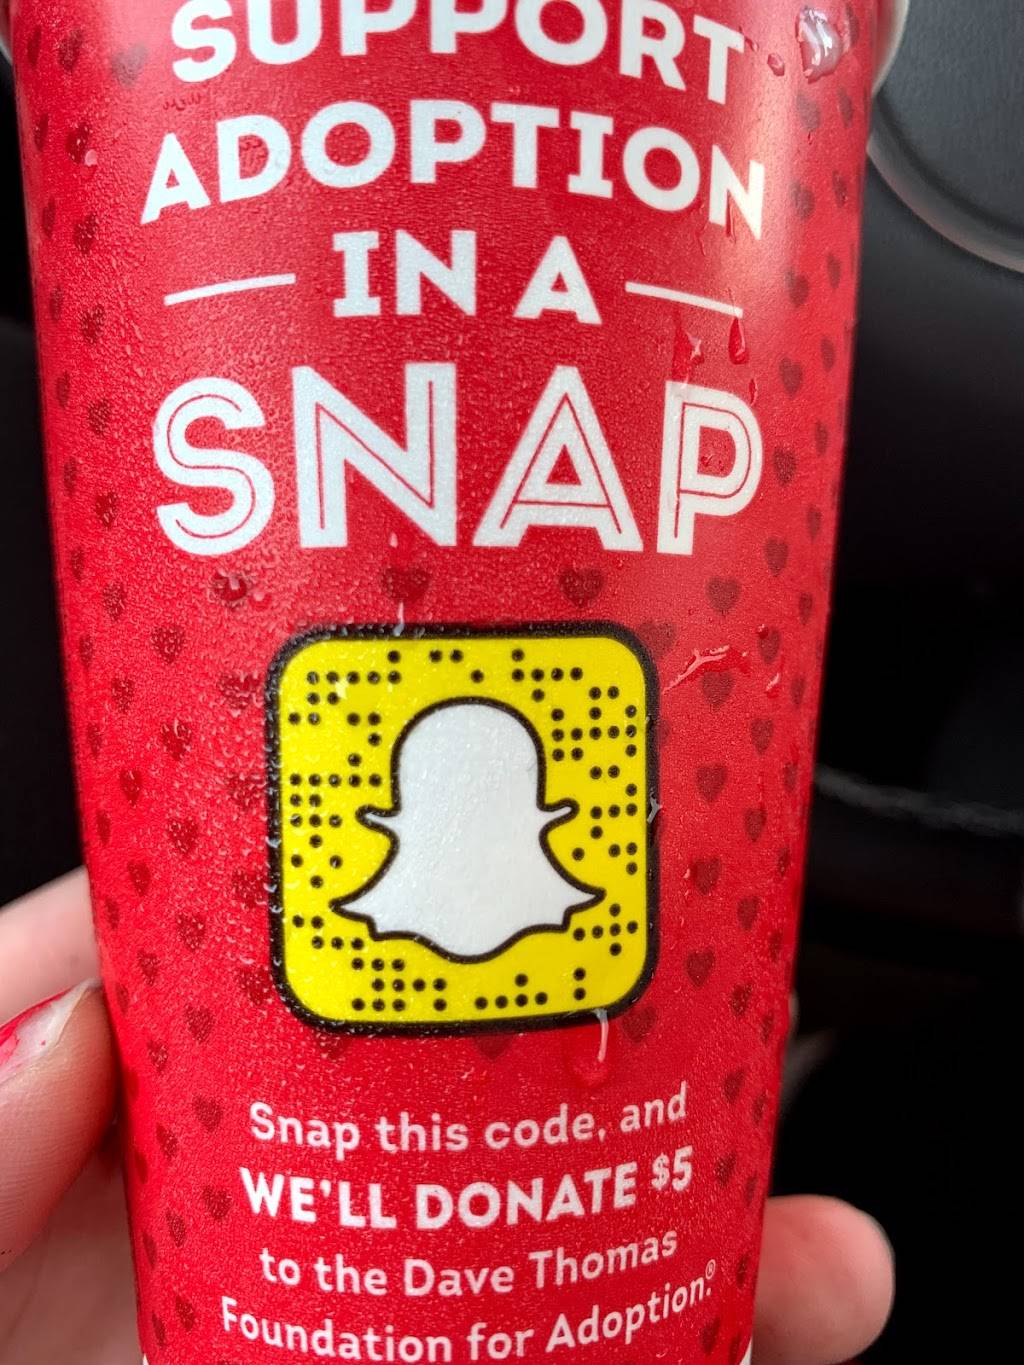 SUPPORT
ADOPTION
IN A
SNAP
Snap this code, and
WE'LL DONATE $5
to the Dave Thomas
Foundation for Adoption.®